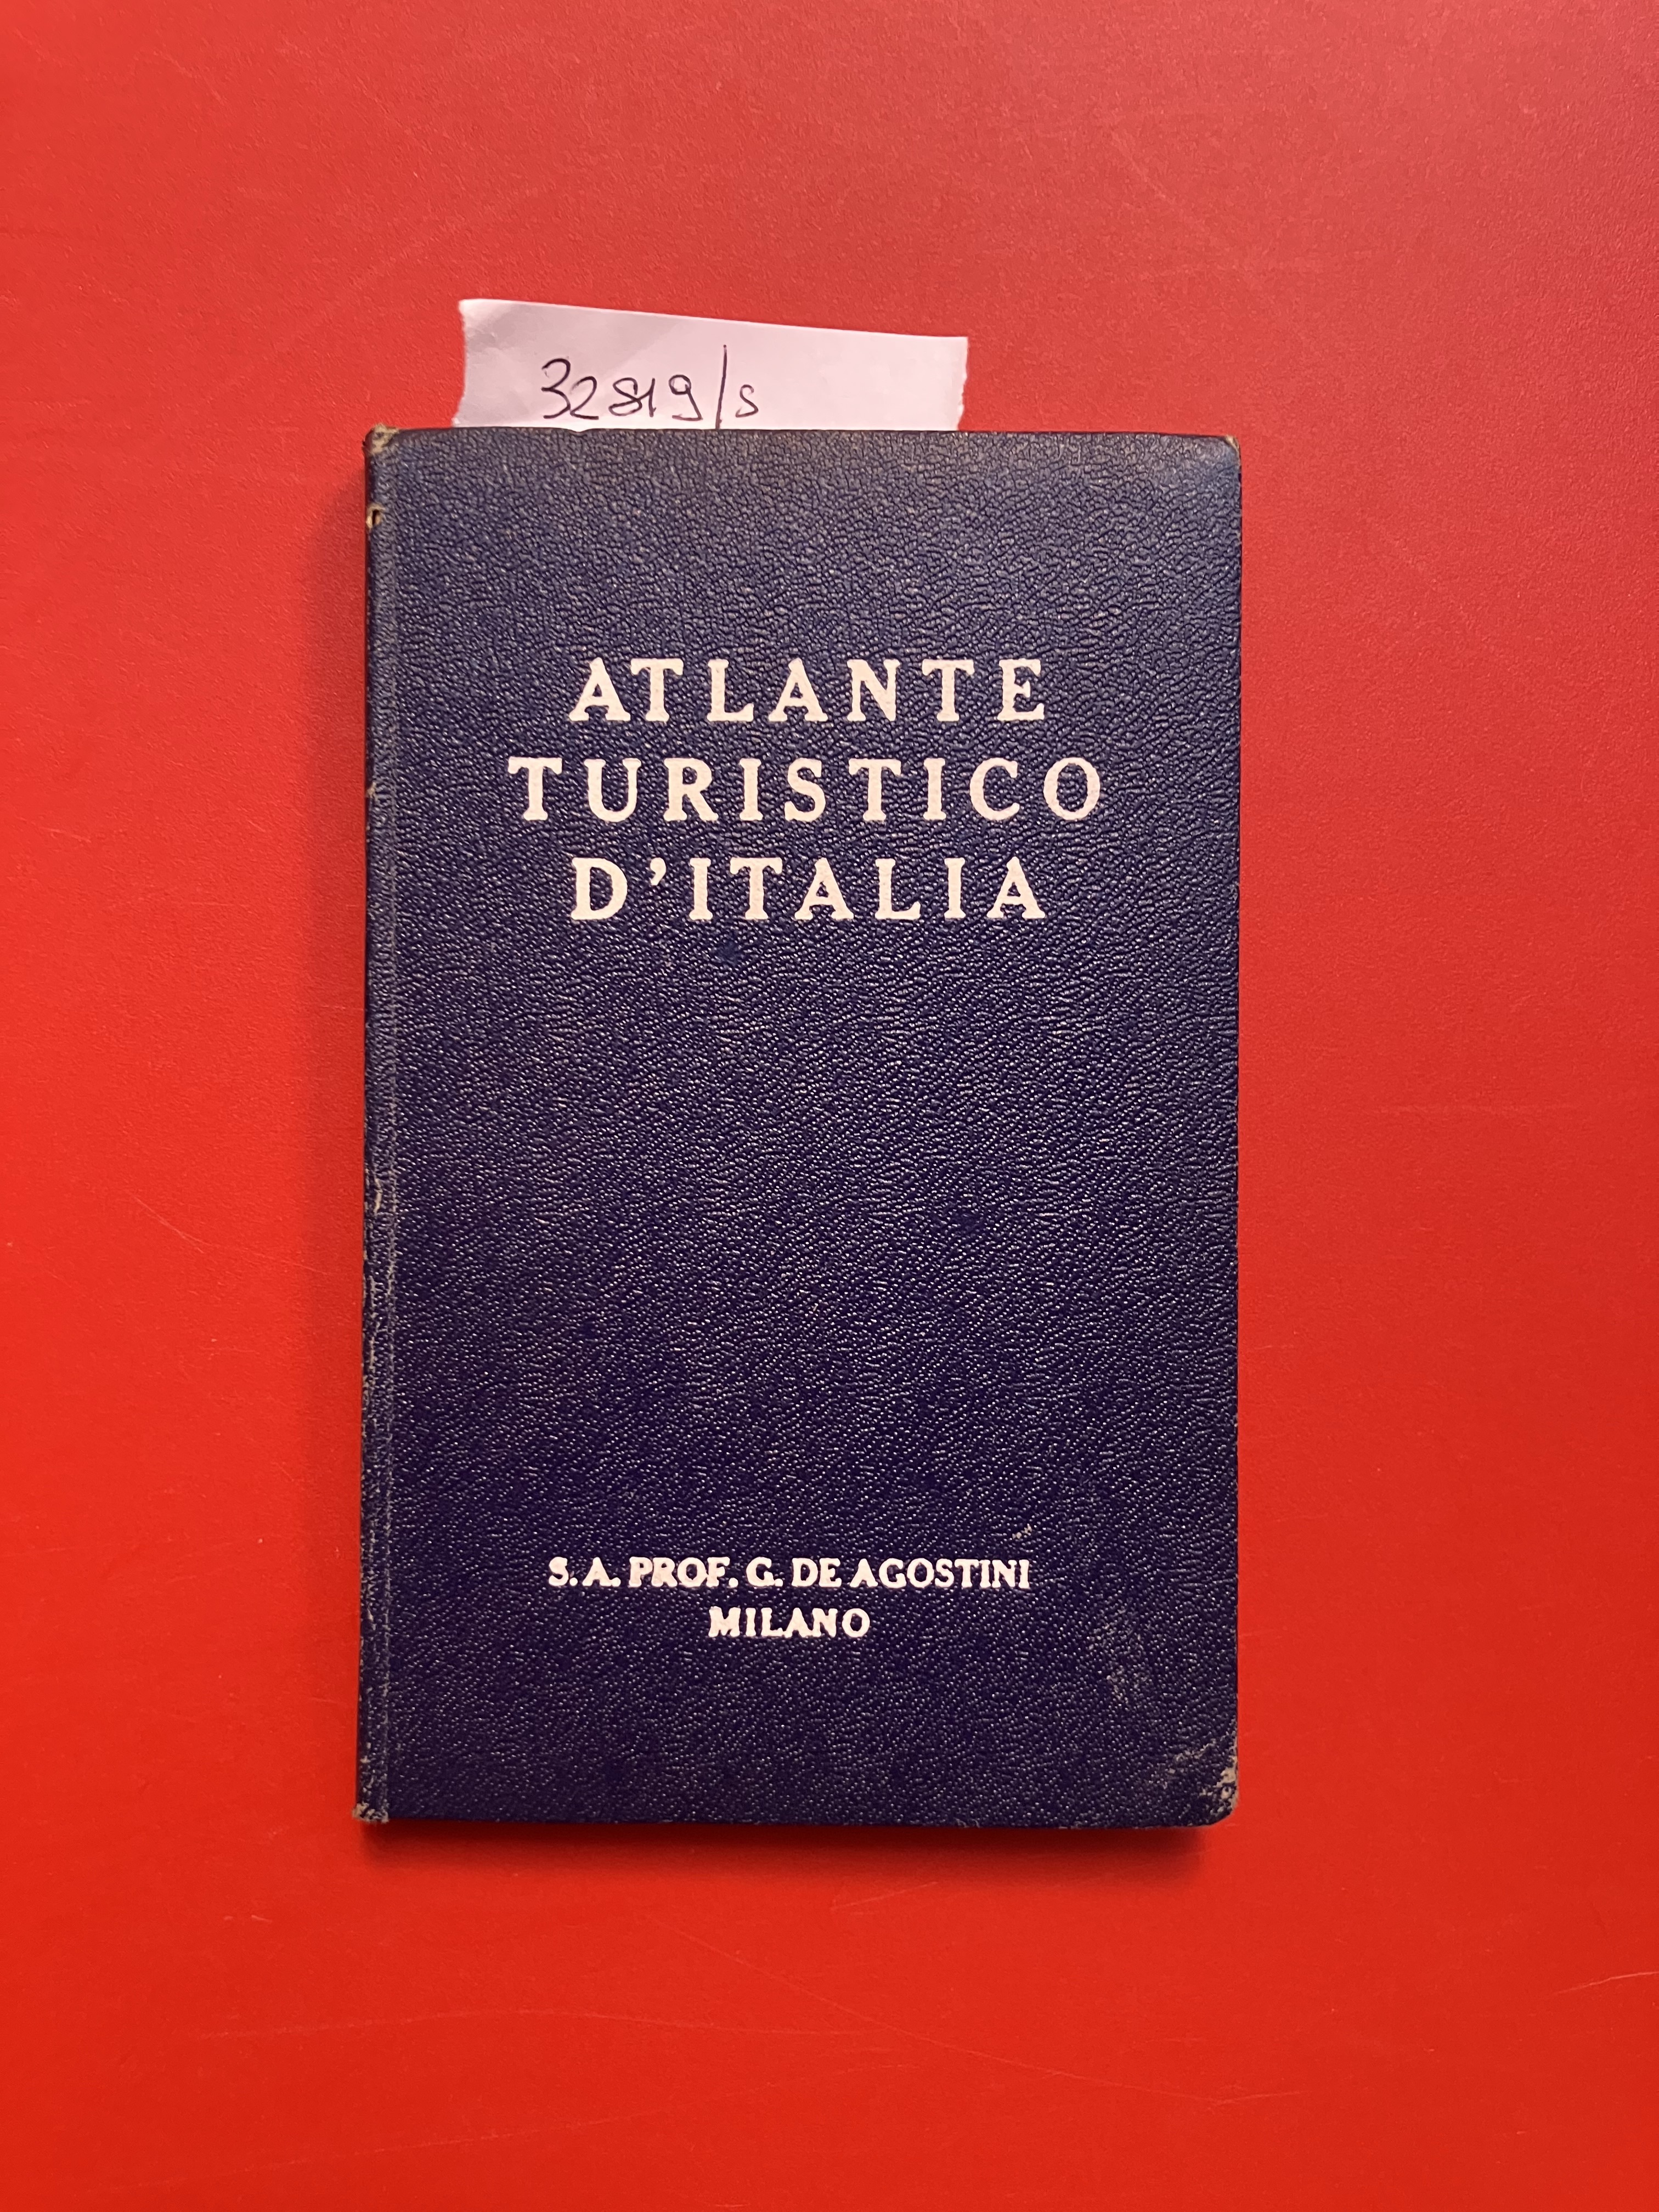 32819/s
ATLANTE
TURISTICO
D'ITALIA
S. A. PROF. G. DE AGOSTINI
MILANO